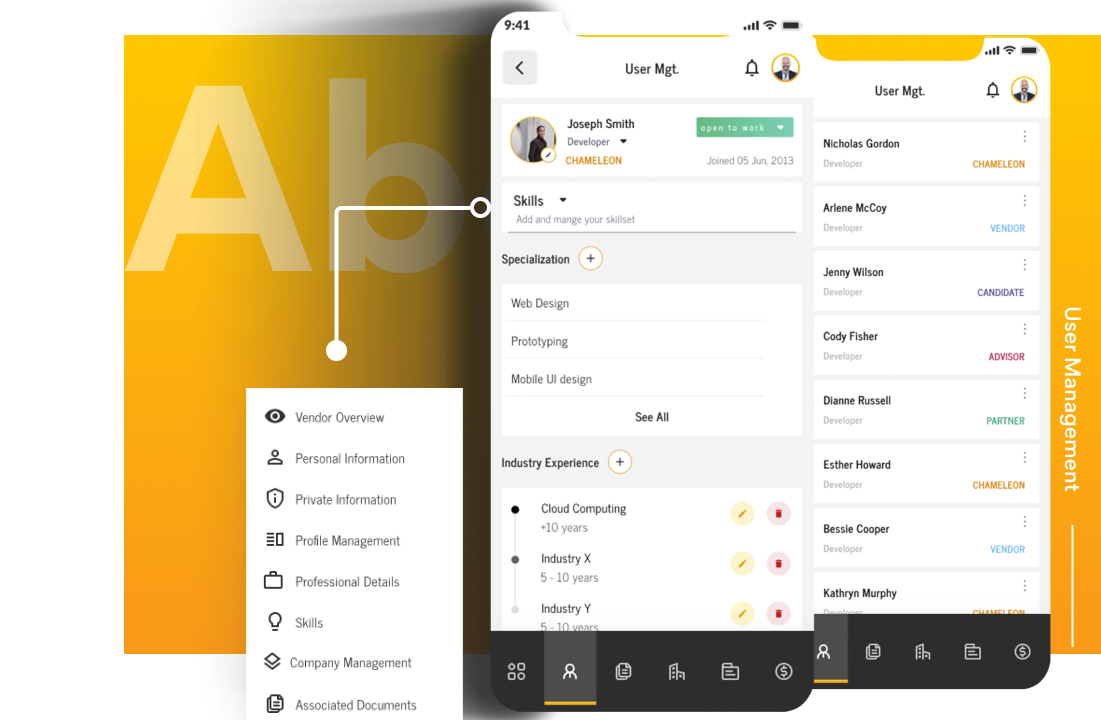 Ab
9:41
User Mgt.
Joseph Smith
Developer
CHAMELEON
open to work
Joined 05 Jun, 2013
Skills
Add and mange your skillset
Specialization
Web Design
Prototyping
Mobile UI design
See All
Industry Experience
Cloud Computing
+10 years
Industry X
5 - 10 years
Industry Y
5 - 10 years
Vendor Overview
Personal Information
Private Information
Profile Management
Professional Details
Skills
Company Management
Associated Documents
User Mgt.
Nicholas Gordon
Developer
CHAMELEON
Arlene McCoy
Developer
VENDOR
Jenny Wilson
Developer
CANDIDATE
Cody Fisher
Developer
ADVISOR
Dianne Russell
Developer
PARTNER
Esther Howard
Developer
CHAMELEON
Bessie Cooper
Developer
VENDOR
Kathryn Murphy
Developer
CHAMELEON
User Management